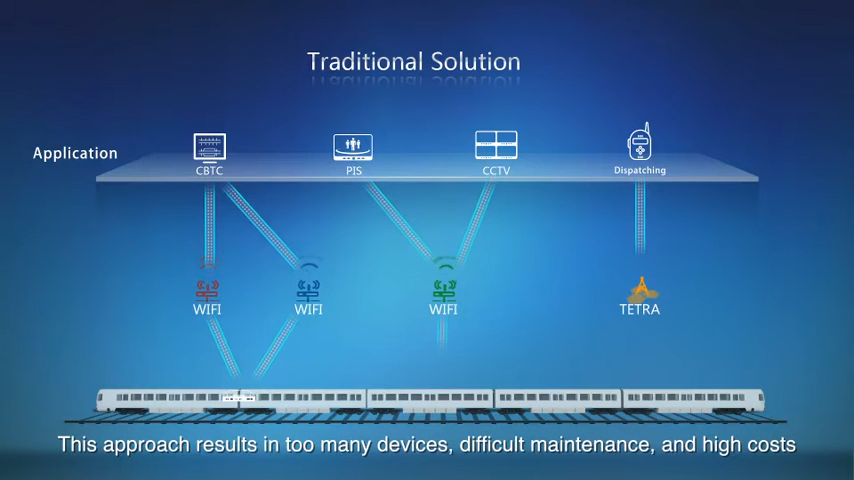 Traditional Solution
Application
CBTC
PIS
CCTV
Dispatching
WIFI
WIFI
WIFI
TETRA
This approach results in too many devices, difficult maintenance, and high costs